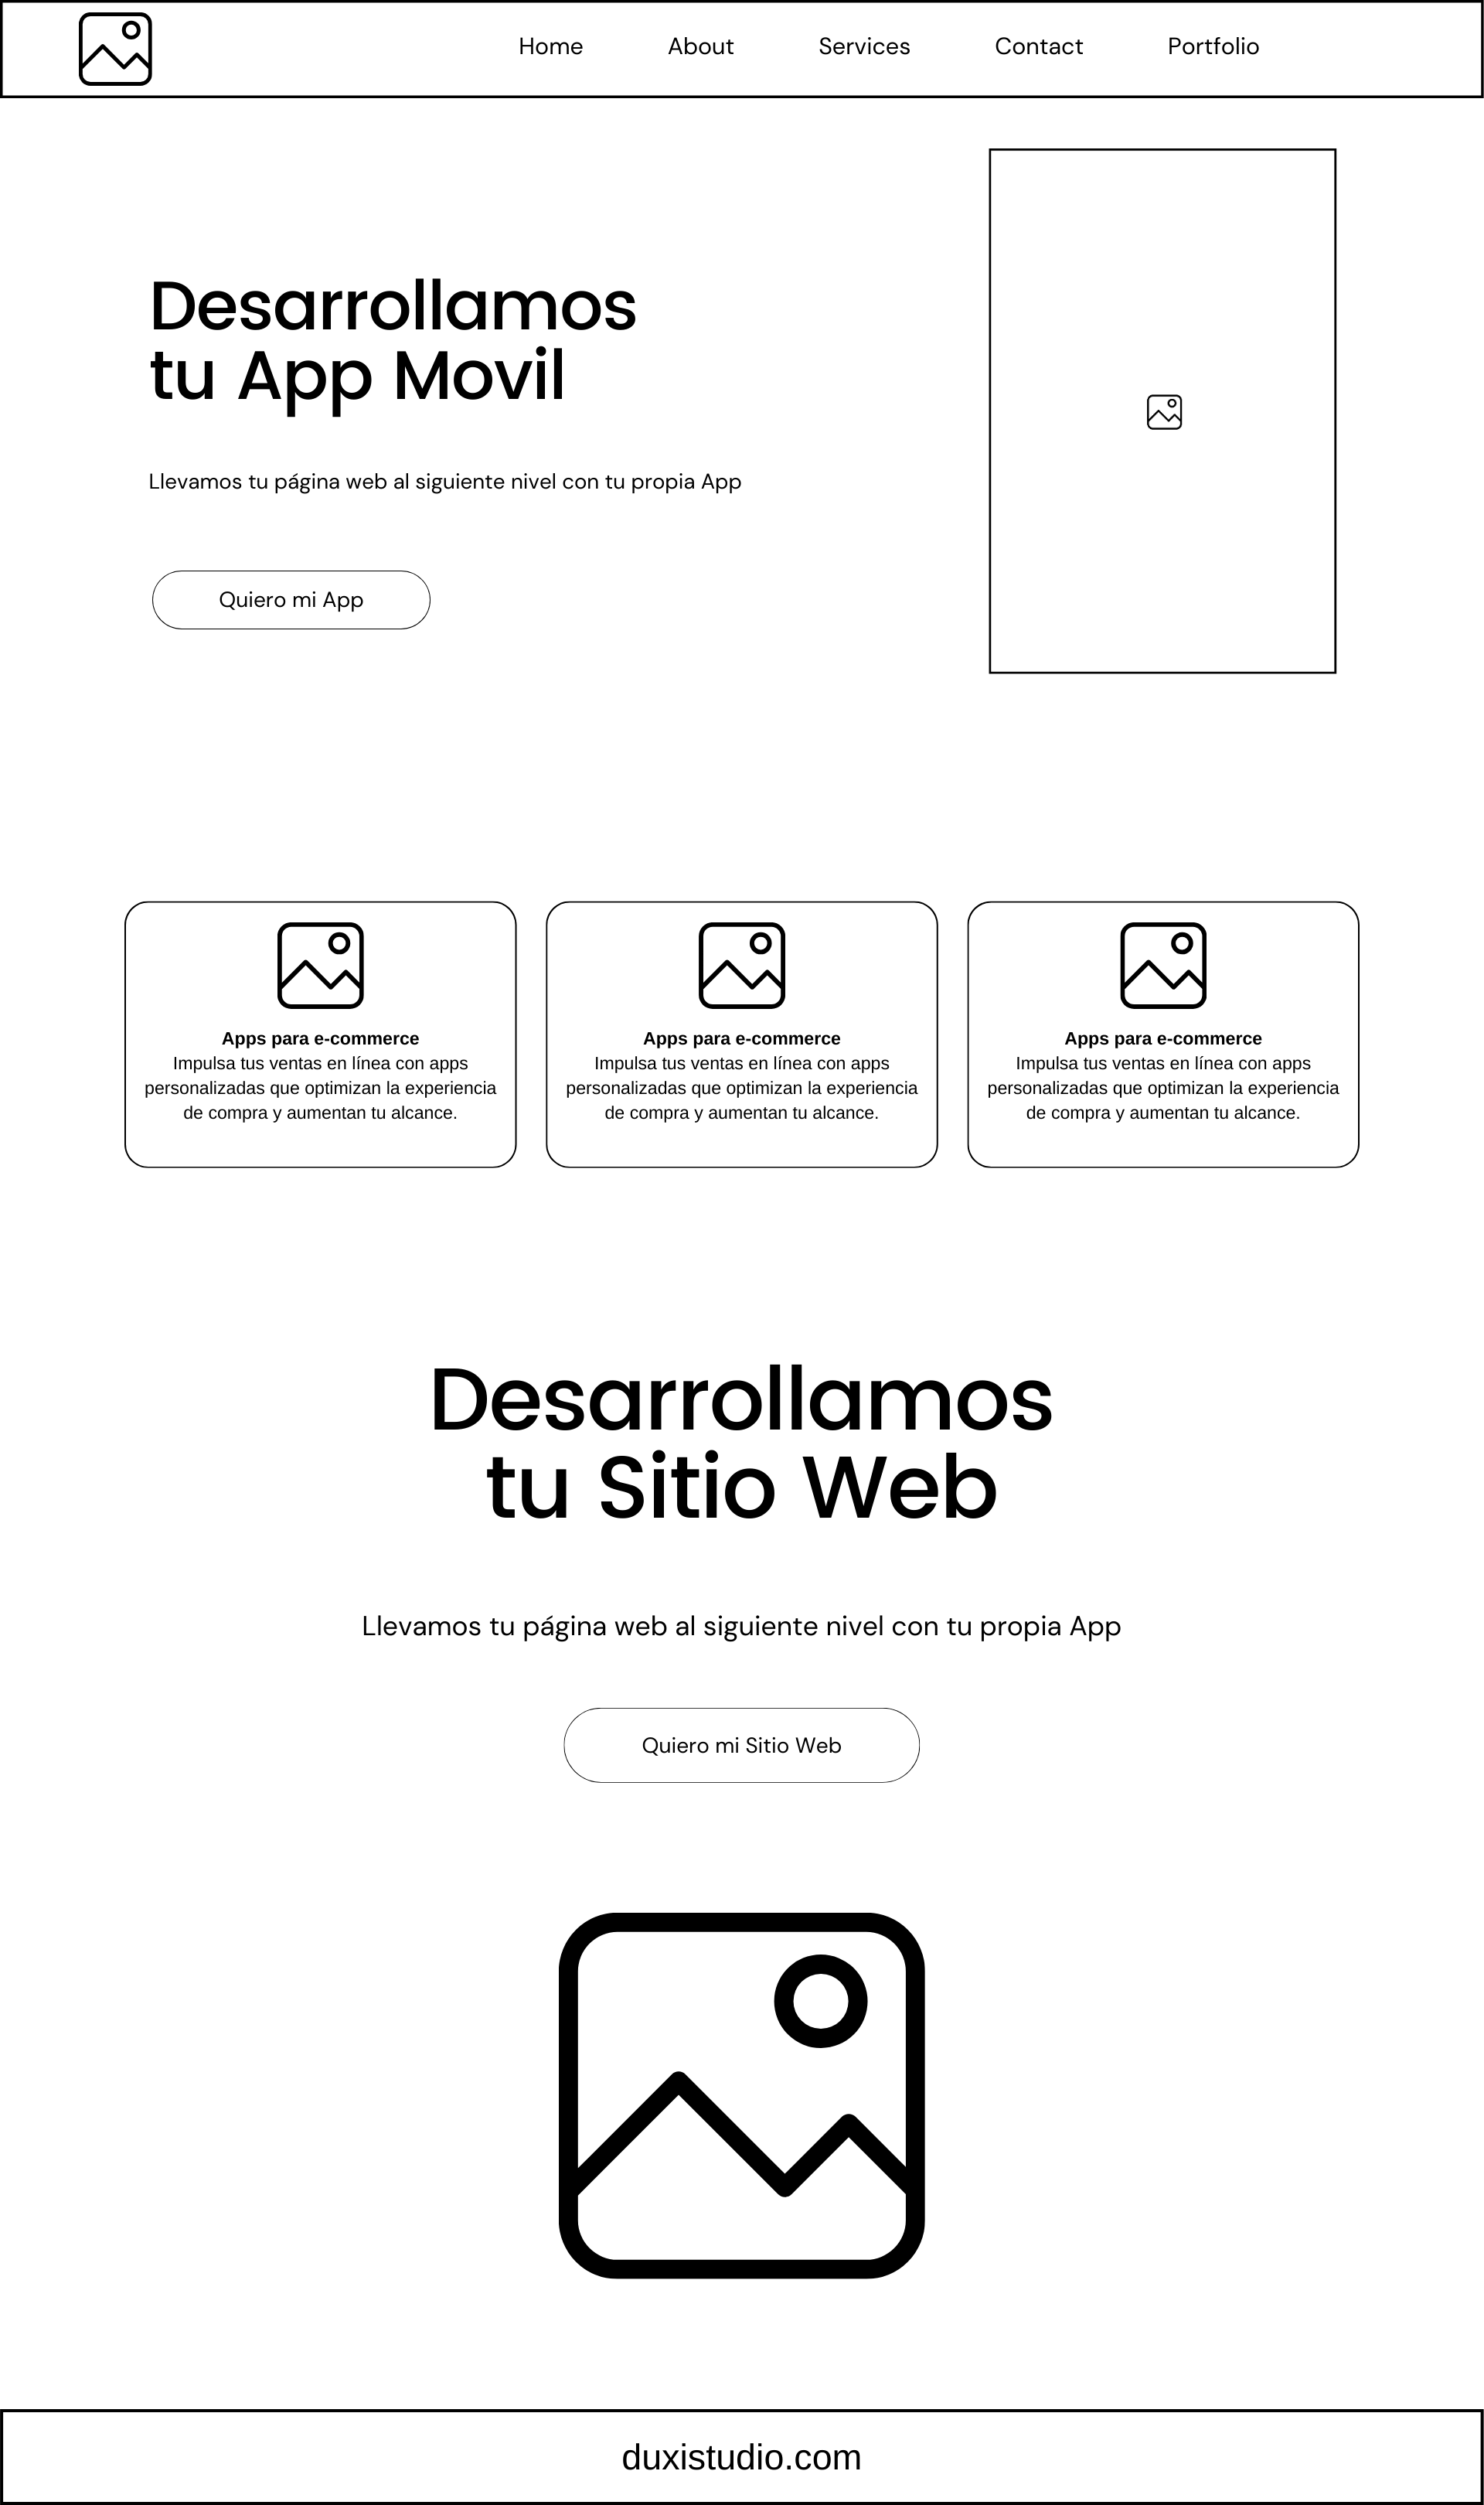 Home About Services Contact Portfolio
Desarrollamos
tu App Movil
Llevamos tu página web al siguiente nivel con tu propia App
Quiero mi App
Apps para e-commerce
Impulsa tus ventas en línea con apps
personalizadas que optimizan la experiencia
de compra y aumentan tu alcance.
Apps para e-commerce
Impulsa tus ventas en línea con apps
personalizadas que optimizan la experiencia
de compra y aumentan tu alcance.
Apps para e-commerce
Impulsa tus ventas en línea con apps
personalizadas que optimizan la experiencia
de compra y aumentan tu alcance.
Desarrollamos
tu Sitio Web
Llevamos tu página web al siguiente nivel con tu propia App
Quiero mi Sitio Web
duxistudio.com